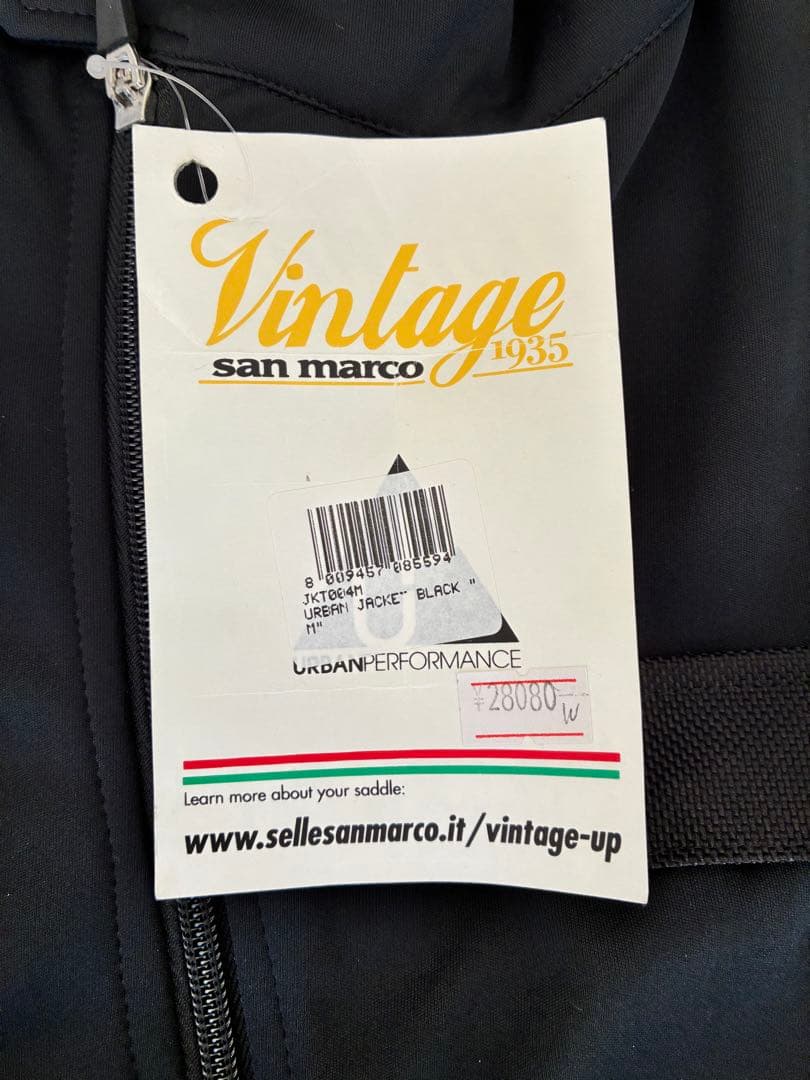 Vintage
san marco 1935
8 009457 085594
JKT004M
URBAN JACKET BLACK "
M"
URBANPERFORMANCE
¥28080 W
Learn more about your saddle:
www.sellesanmarco.it/vintage-up